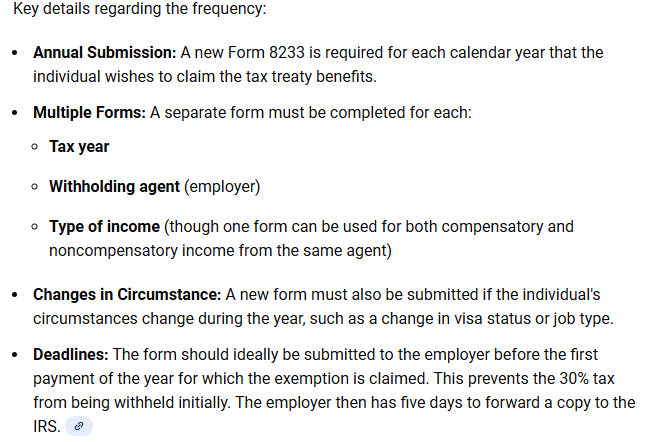 Key details regarding the frequency:
• Annual Submission: A new Form 8233 is required for each calendar year that the
individual wishes to claim the tax treaty benefits.
• Multiple Forms: A separate form must be completed for each:
◦ Tax year
◦ Withholding agent (employer)
◦ Type of income (though one form can be used for both compensatory and
noncompensatory income from the same agent)
• Changes in Circumstance: A new form must also be submitted if the individual's
circumstances change during the year, such as a change in visa status or job type.
• Deadlines: The form should ideally be submitted to the employer before the first
payment of the year for which the exemption is claimed. This prevents the 30% tax
from being withheld initially. The employer then has five days to forward a copy to the
IRS.